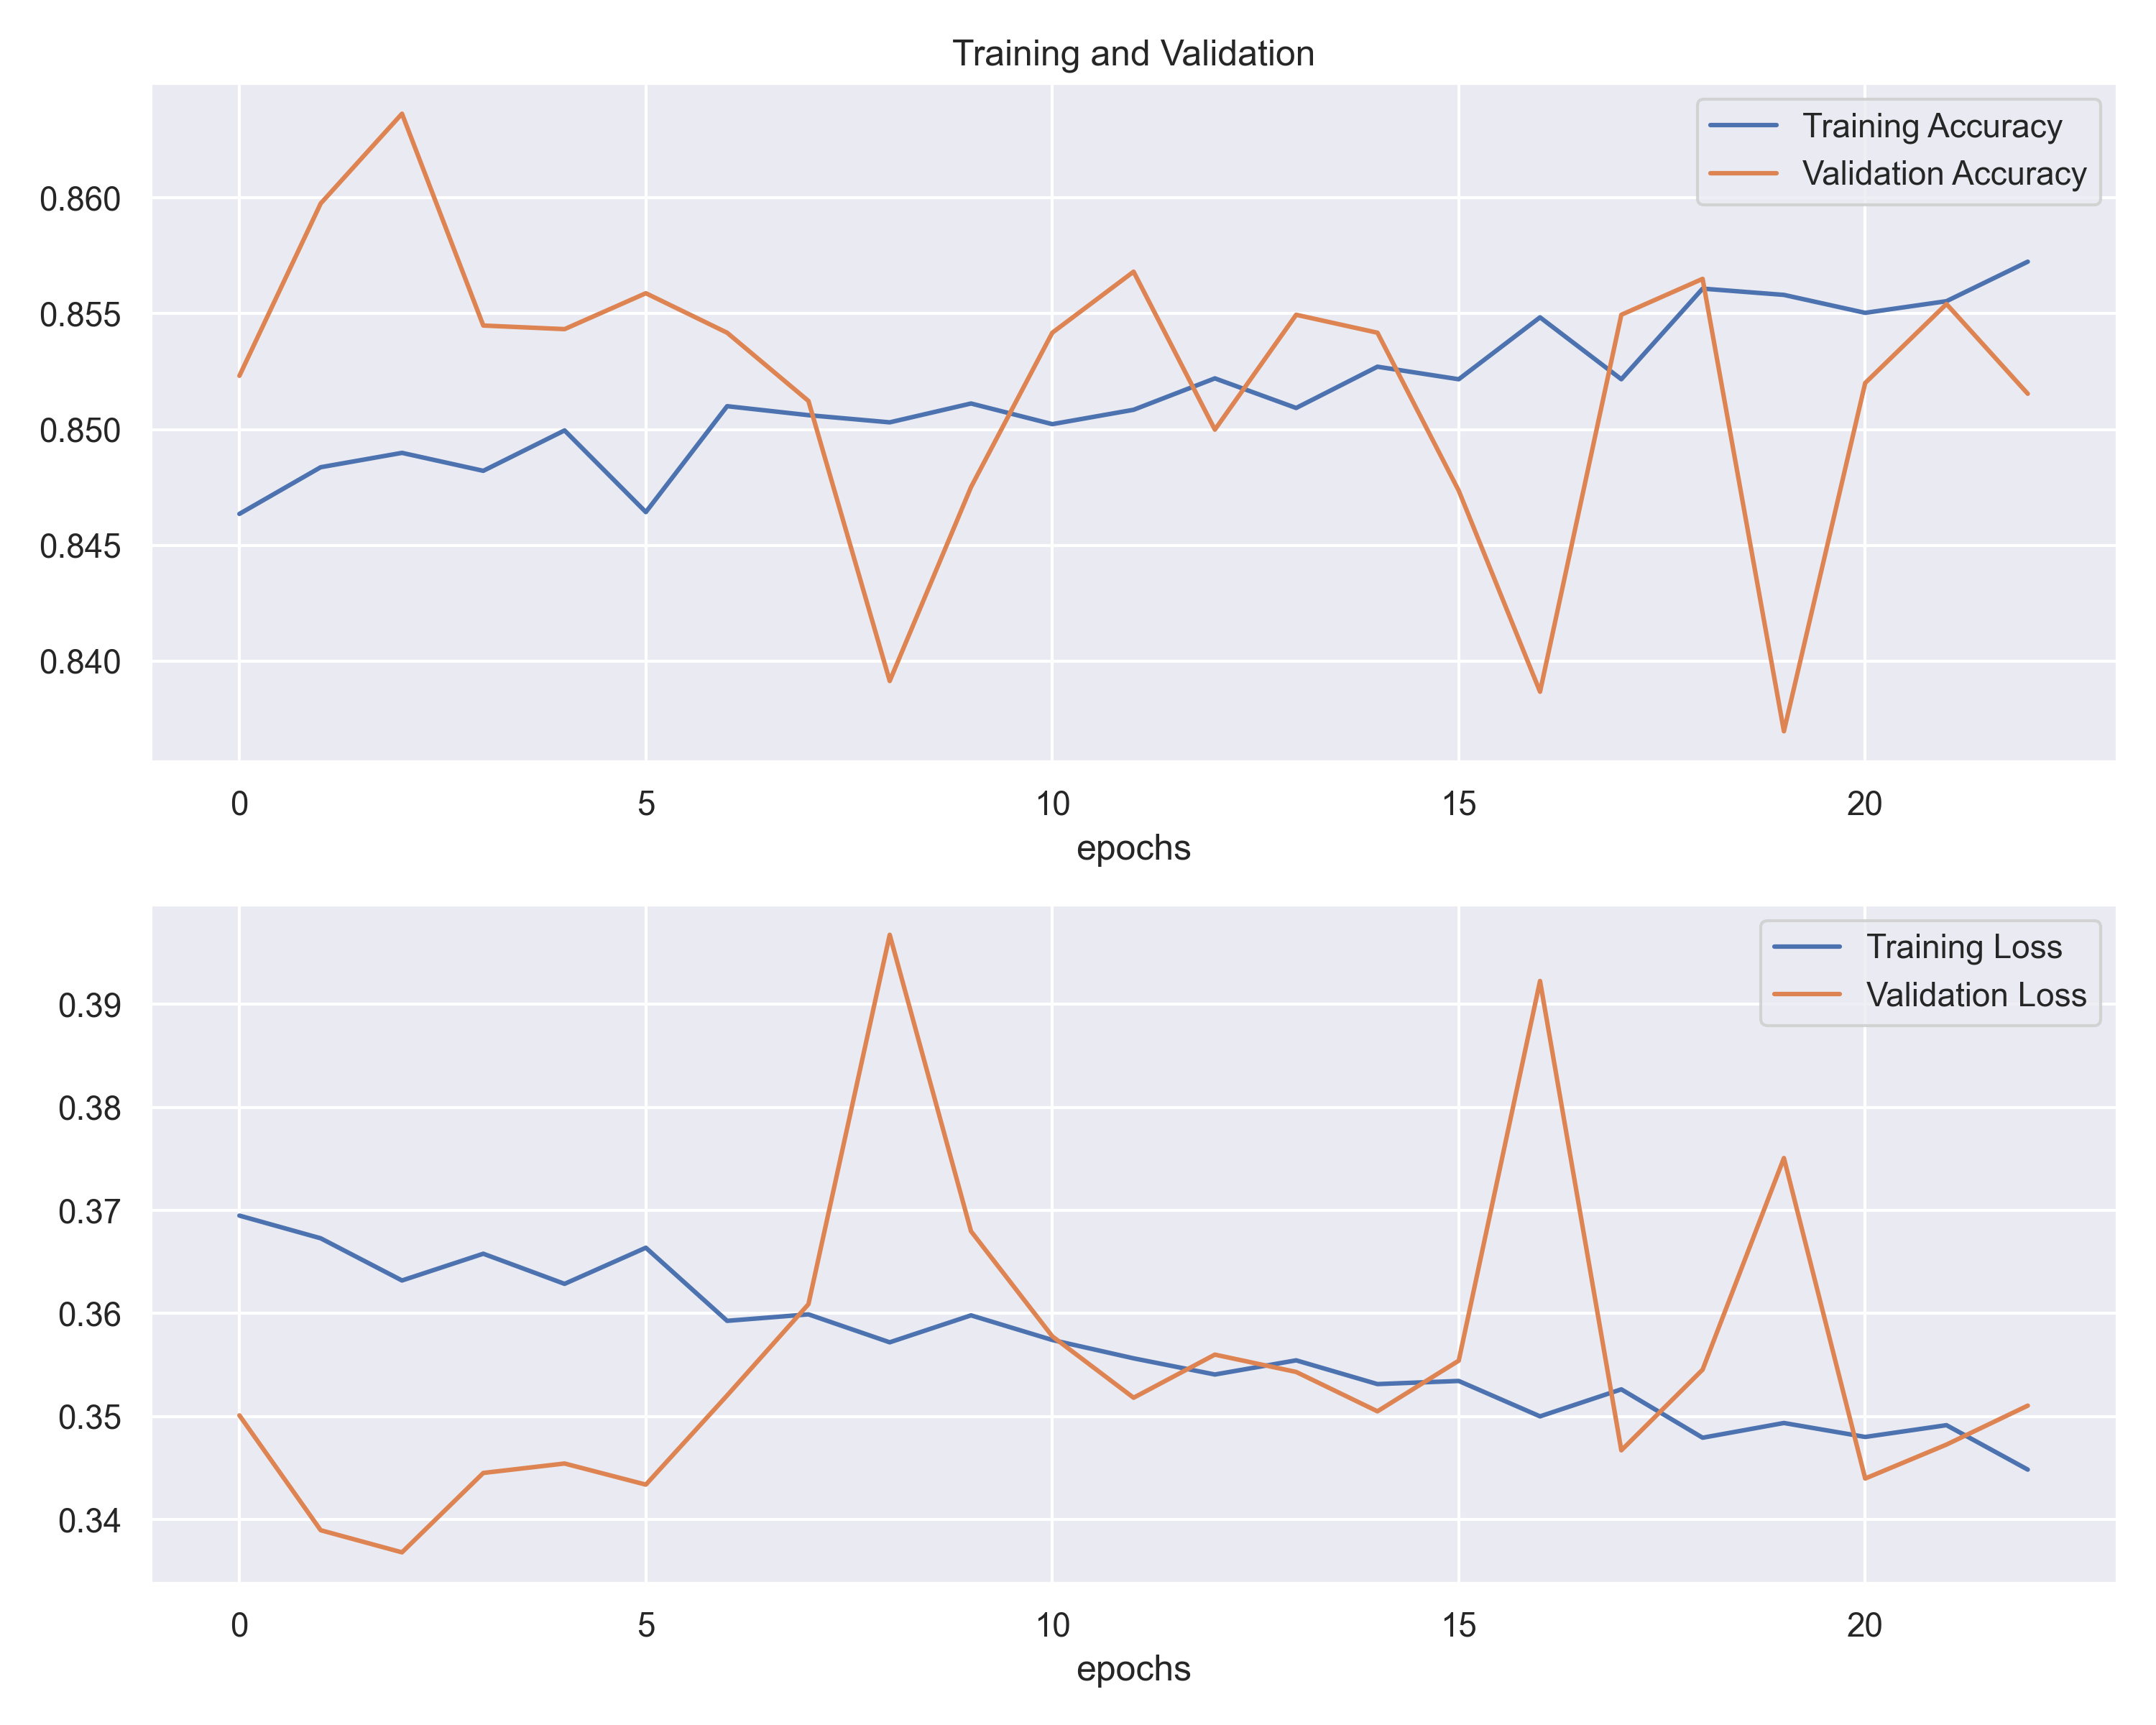 Training and Validation
Training Accuracy
Validation Accuracy
0.860
0.855
0.850
0.845
0.840
0 5 10 15 20
epochs
Training Loss
Validation Loss
0.39
0.38
0.37
0.36
0.35
0.34
0 5 10 15 20
epochs